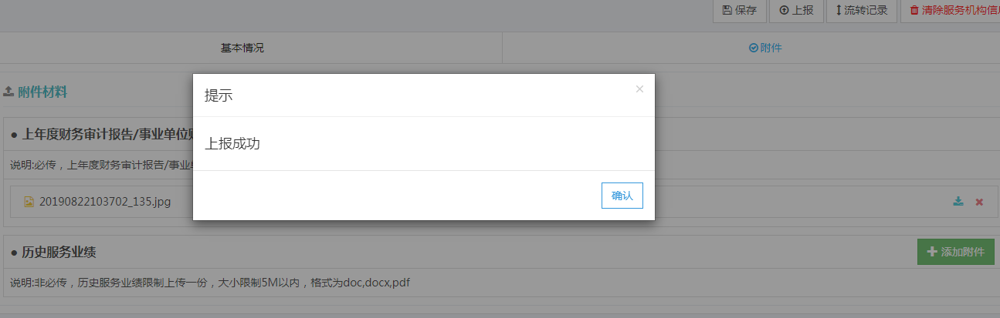 保存 上报 流转记录 清除服务机构信
基本情况 附件
附件材料
提示
上报成功
确认
● 上年度财务审计报告/事业单位
说明:必传，上年度财务审计报告/事业
20190822103702_135.jpg
● 历史服务业绩
添加附件
说明:非必传，历史服务业绩限制上传一份，大小限制5M以内，格式为doc,docx,pdf